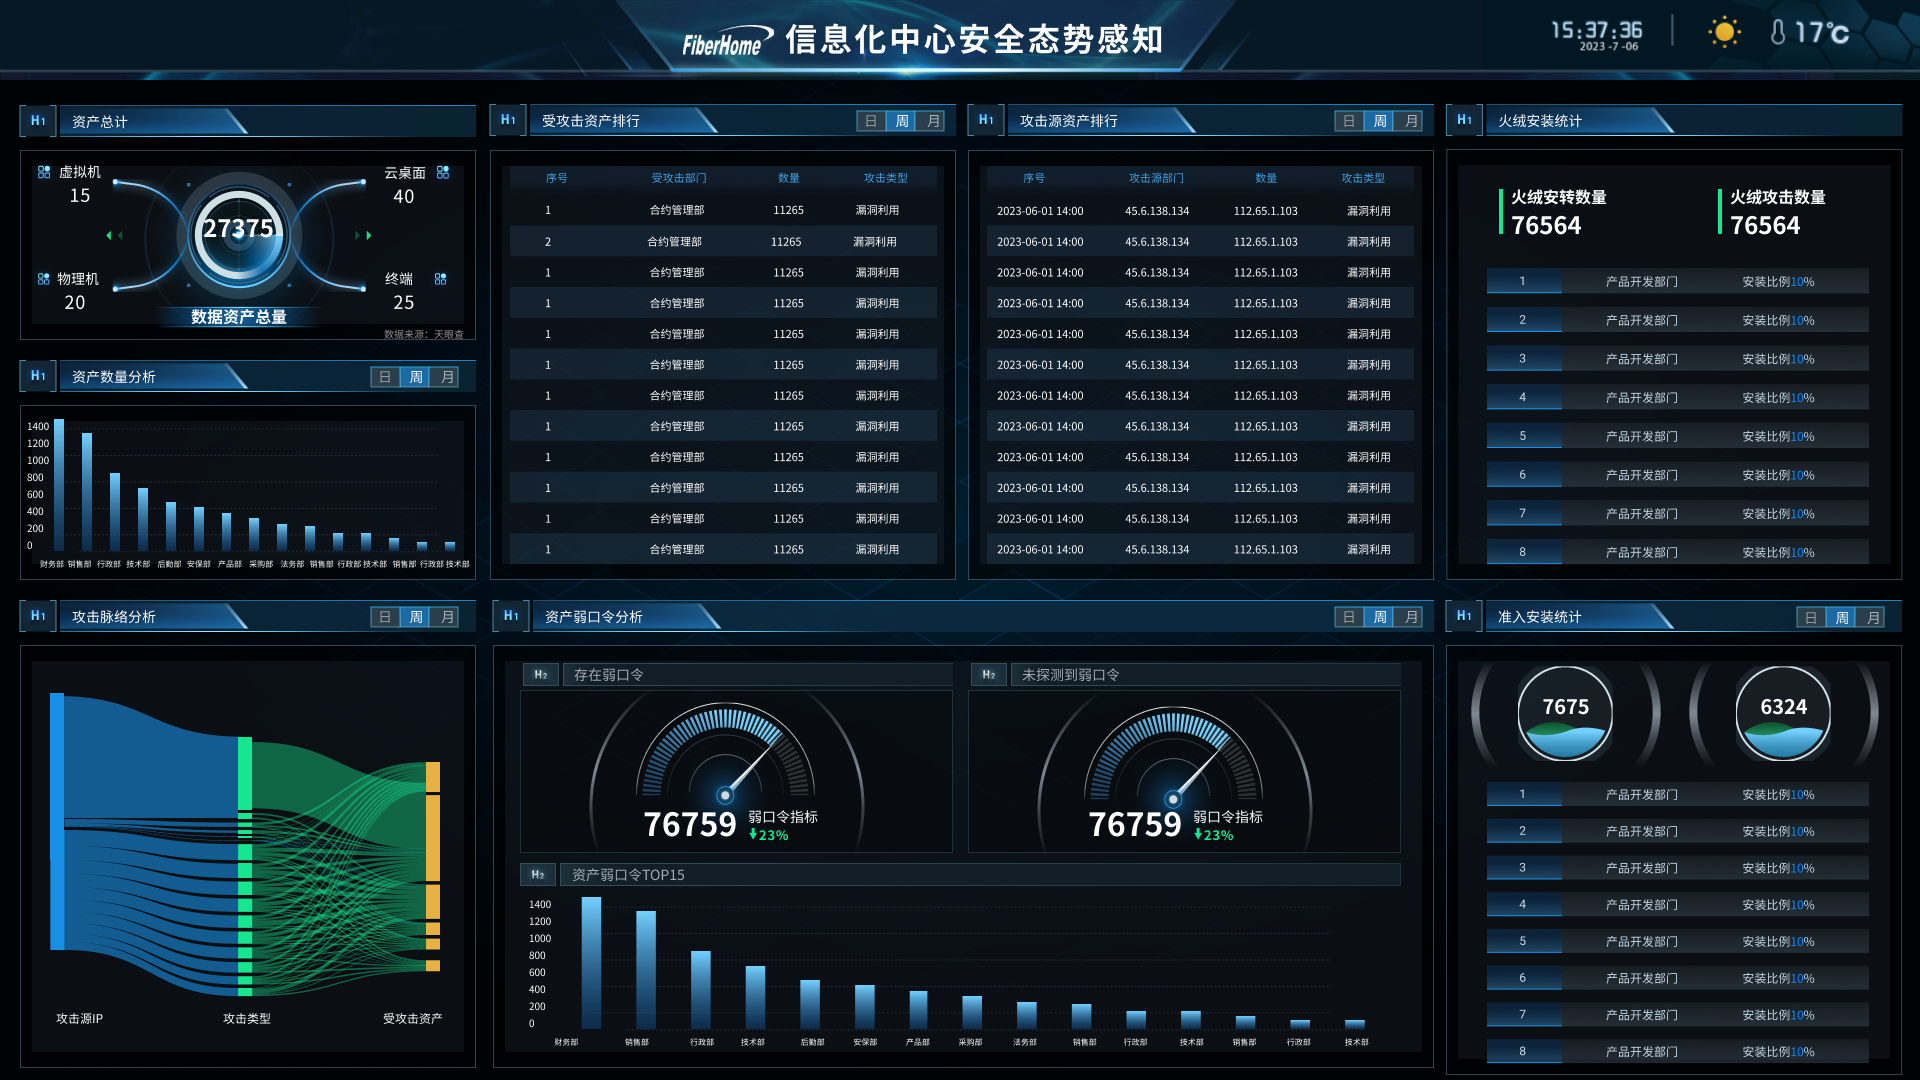 FiberHome 信息化中心安全态势感知
15:37:36
2023 -7 -06
17℃
H1 资产总计
虚拟机
15
云桌面
40
27375
物理机
20
终端
25
数据资产总量
数据来源：天眼查
H1 资产数量分析 日 周 月
1400
1200
1000
800
600
400
200
0
财务部 销售部 行政部 技术部 后勤部 安保部 产品部 采购部 法务部 销售部 行政部 技术部 销售部 行政部 技术部
H1 受攻击资产排行 日 周 月
序号 受攻击部门 数量 攻击类型
1 合约管理部 11265 漏洞利用
2 合约管理部 11265 漏洞利用
1 合约管理部 11265 漏洞利用
1 合约管理部 11265 漏洞利用
1 合约管理部 11265 漏洞利用
1 合约管理部 11265 漏洞利用
1 合约管理部 11265 漏洞利用
1 合约管理部 11265 漏洞利用
1 合约管理部 11265 漏洞利用
1 合约管理部 11265 漏洞利用
1 合约管理部 11265 漏洞利用
1 合约管理部 11265 漏洞利用
H1 攻击源资产排行 日 周 月
序号 攻击源部门 数量 攻击类型
2023-06-01 14:00 45.6.138.134 112.65.1.103 漏洞利用
2023-06-01 14:00 45.6.138.134 112.65.1.103 漏洞利用
2023-06-01 14:00 45.6.138.134 112.65.1.103 漏洞利用
2023-06-01 14:00 45.6.138.134 112.65.1.103 漏洞利用
2023-06-01 14:00 45.6.138.134 112.65.1.103 漏洞利用
2023-06-01 14:00 45.6.138.134 112.65.1.103 漏洞利用
2023-06-01 14:00 45.6.138.134 112.65.1.103 漏洞利用
2023-06-01 14:00 45.6.138.134 112.65.1.103 漏洞利用
2023-06-01 14:00 45.6.138.134 112.65.1.103 漏洞利用
2023-06-01 14:00 45.6.138.134 112.65.1.103 漏洞利用
2023-06-01 14:00 45.6.138.134 112.65.1.103 漏洞利用
2023-06-01 14:00 45.6.138.134 112.65.1.103 漏洞利用
H1 火绒安装统计
火绒安转数量
76564
火绒攻击数量
76564
1 产品开发部门 安装比例10%
2 产品开发部门 安装比例10%
3 产品开发部门 安装比例10%
4 产品开发部门 安装比例10%
5 产品开发部门 安装比例10%
6 产品开发部门 安装比例10%
7 产品开发部门 安装比例10%
8 产品开发部门 安装比例10%
H1 攻击脉络分析 日 周 月
攻击源IP 攻击类型 受攻击资产
H1 资产弱口令分析 日 周 月
H2 存在弱口令
76759
弱口令指标
23%
H2 未探测到弱口令
76759
弱口令指标
23%
H2 资产弱口令TOP15
1400
1200
1000
800
600
400
200
0
财务部 销售部 行政部 技术部 后勤部 安保部 产品部 采购部 法务部 销售部 行政部 技术部 销售部 行政部 技术部
H1 准入安装统计 日 周 月
7675
6324
1 产品开发部门 安装比例10%
2 产品开发部门 安装比例10%
3 产品开发部门 安装比例10%
4 产品开发部门 安装比例10%
5 产品开发部门 安装比例10%
6 产品开发部门 安装比例10%
7 产品开发部门 安装比例10%
8 产品开发部门 安装比例10%